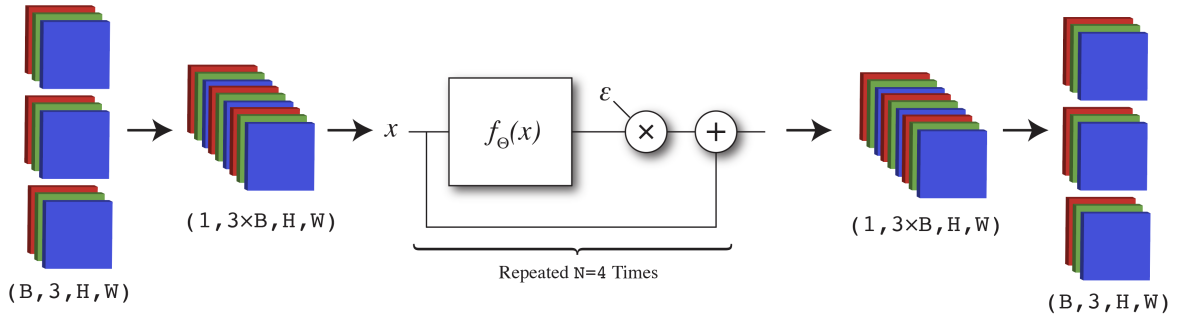 (B,3,H,W)
(1,3×B,H,W)
x
fΘ(x)
ε
×
+
Repeated N=4 Times
(1,3×B,H,W)
(B,3,H,W)